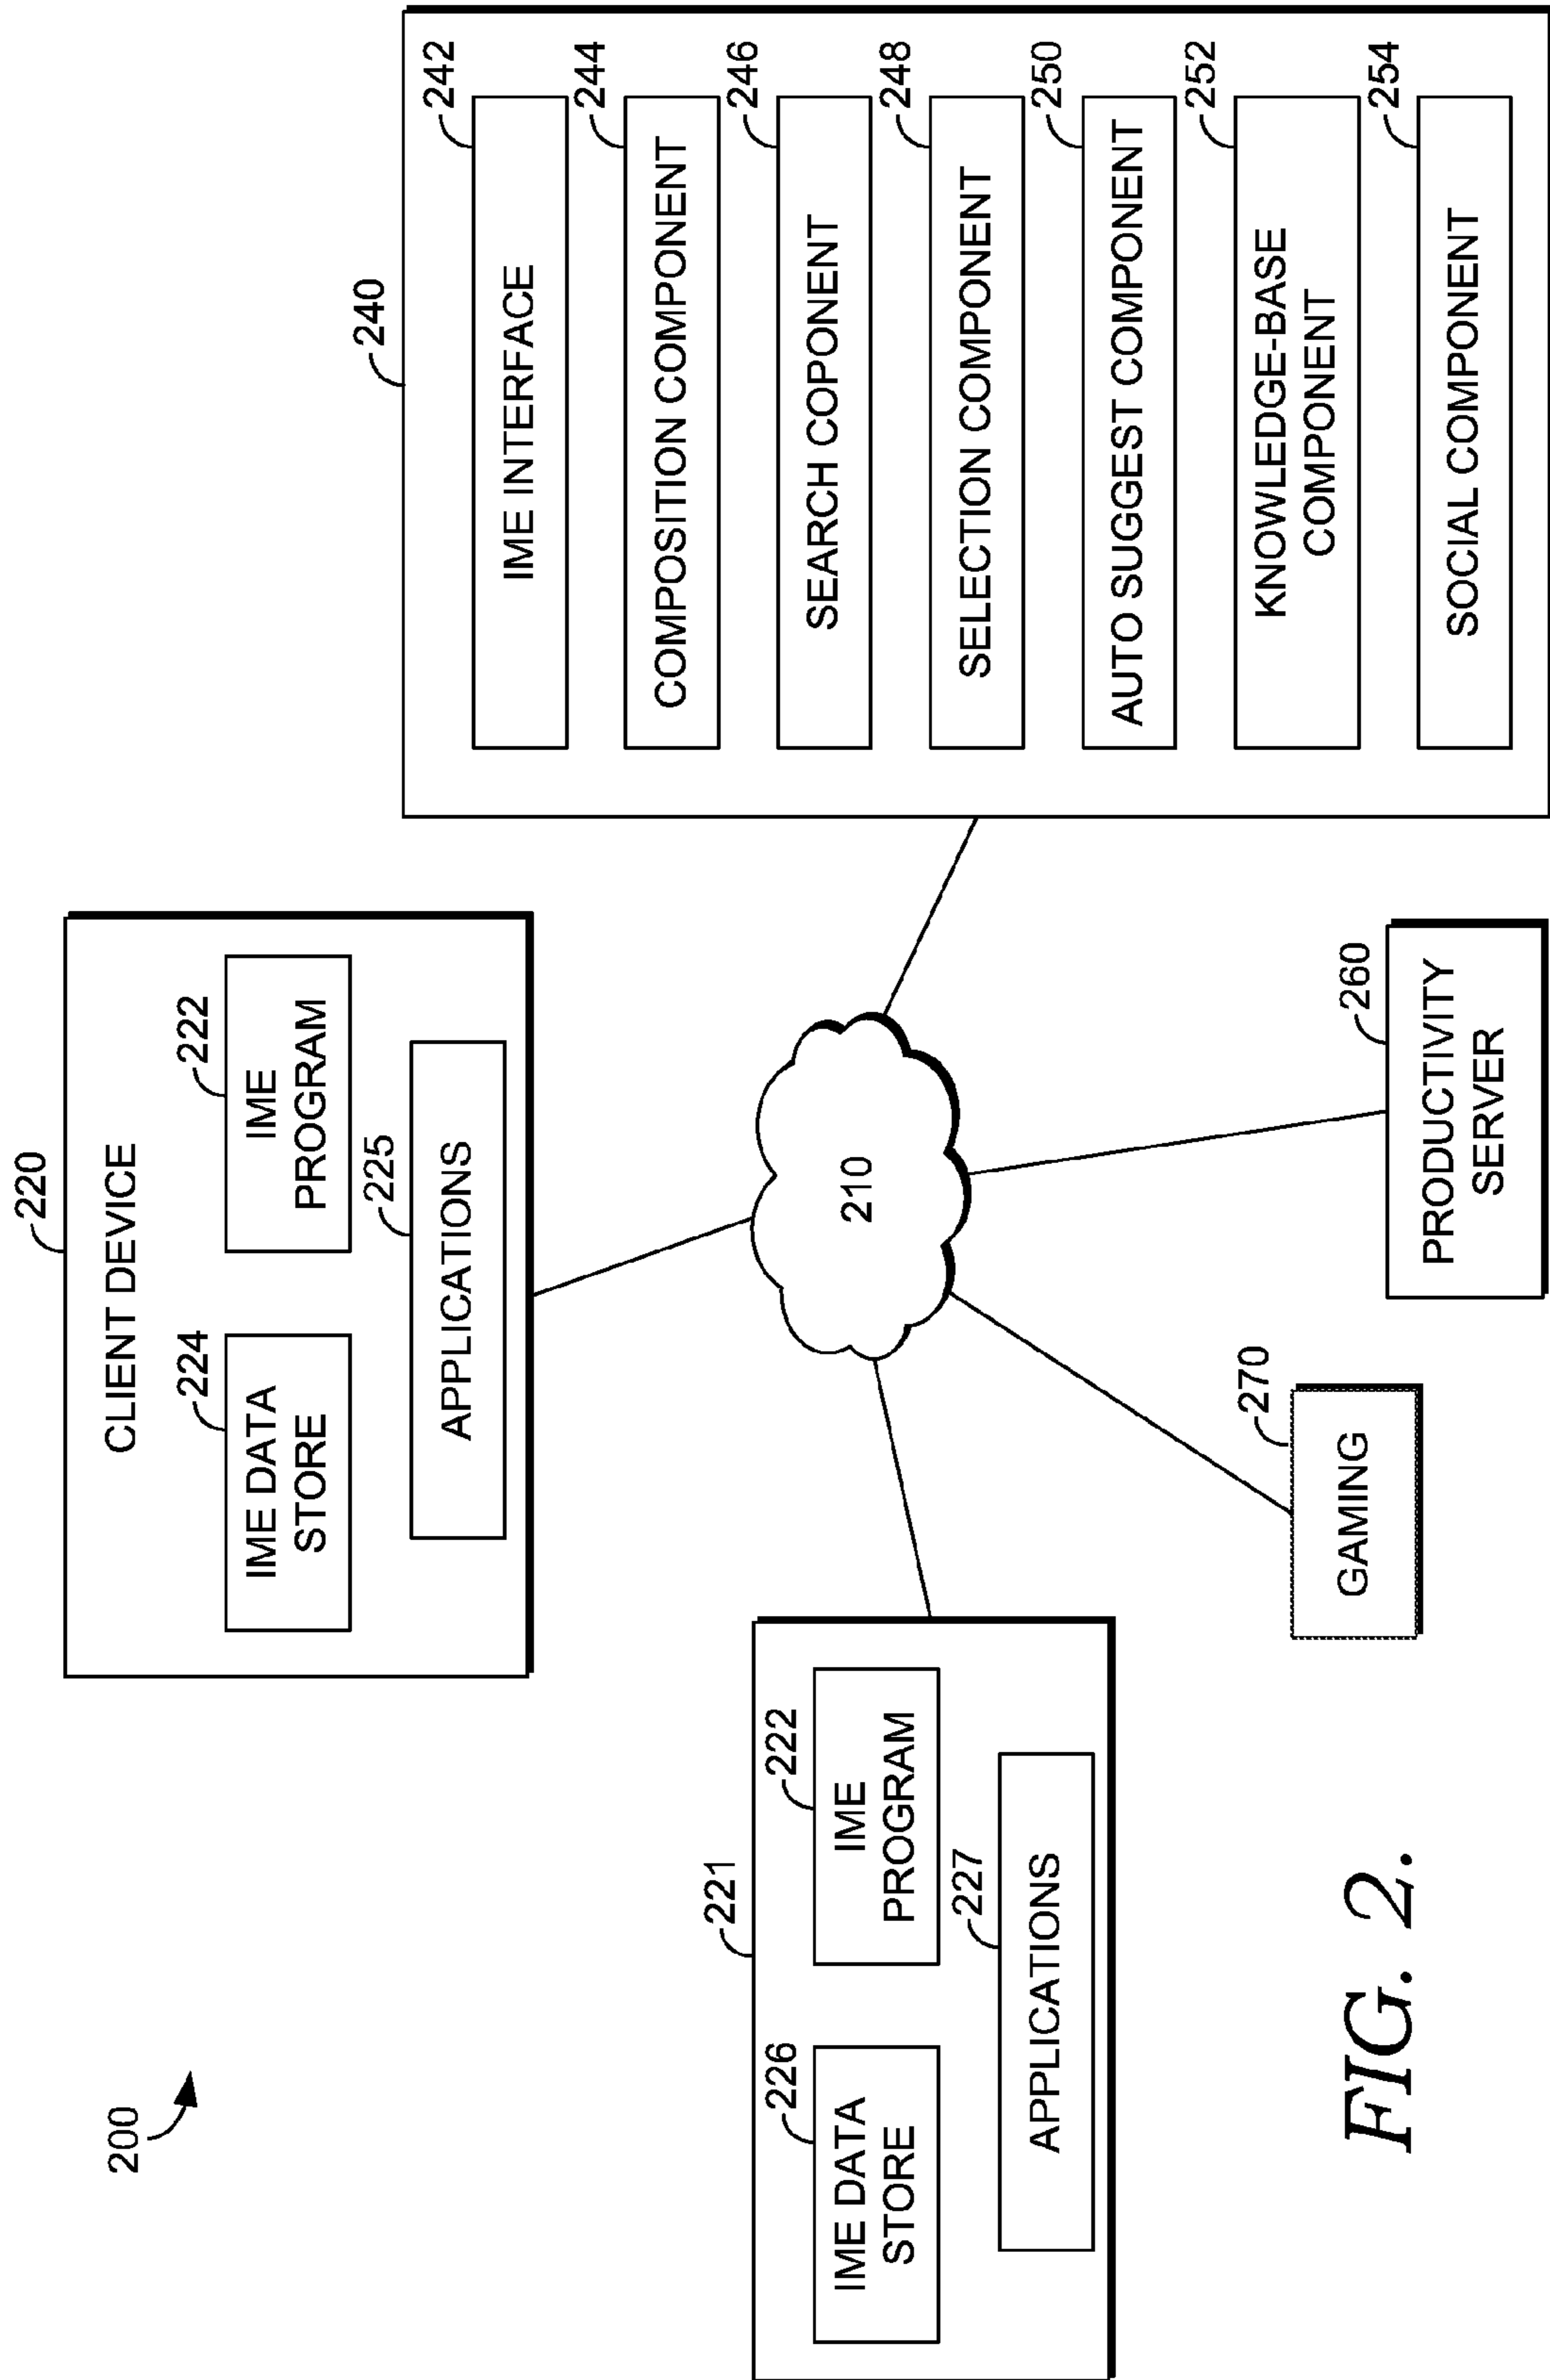 200
220
CLIENT DEVICE
224
222
IME DATA
STORE
IME
PROGRAM
225
APPLICATIONS
240
242
IME INTERFACE
244
COMPOSITION COMPONENT
246
SEARCH COPONENT
248
SELECTION COMPONENT
250
AUTO SUGGEST COMPONENT
252
KNOWLEDGE-BASE
COMPONENT
254
SOCIAL COMPONENT
210
221
226
222
IME DATA
STORE
IME
PROGRAM
227
APPLICATIONS
270
GAMING
260
PRODUCTIVITY
SERVER
FIG. 2.